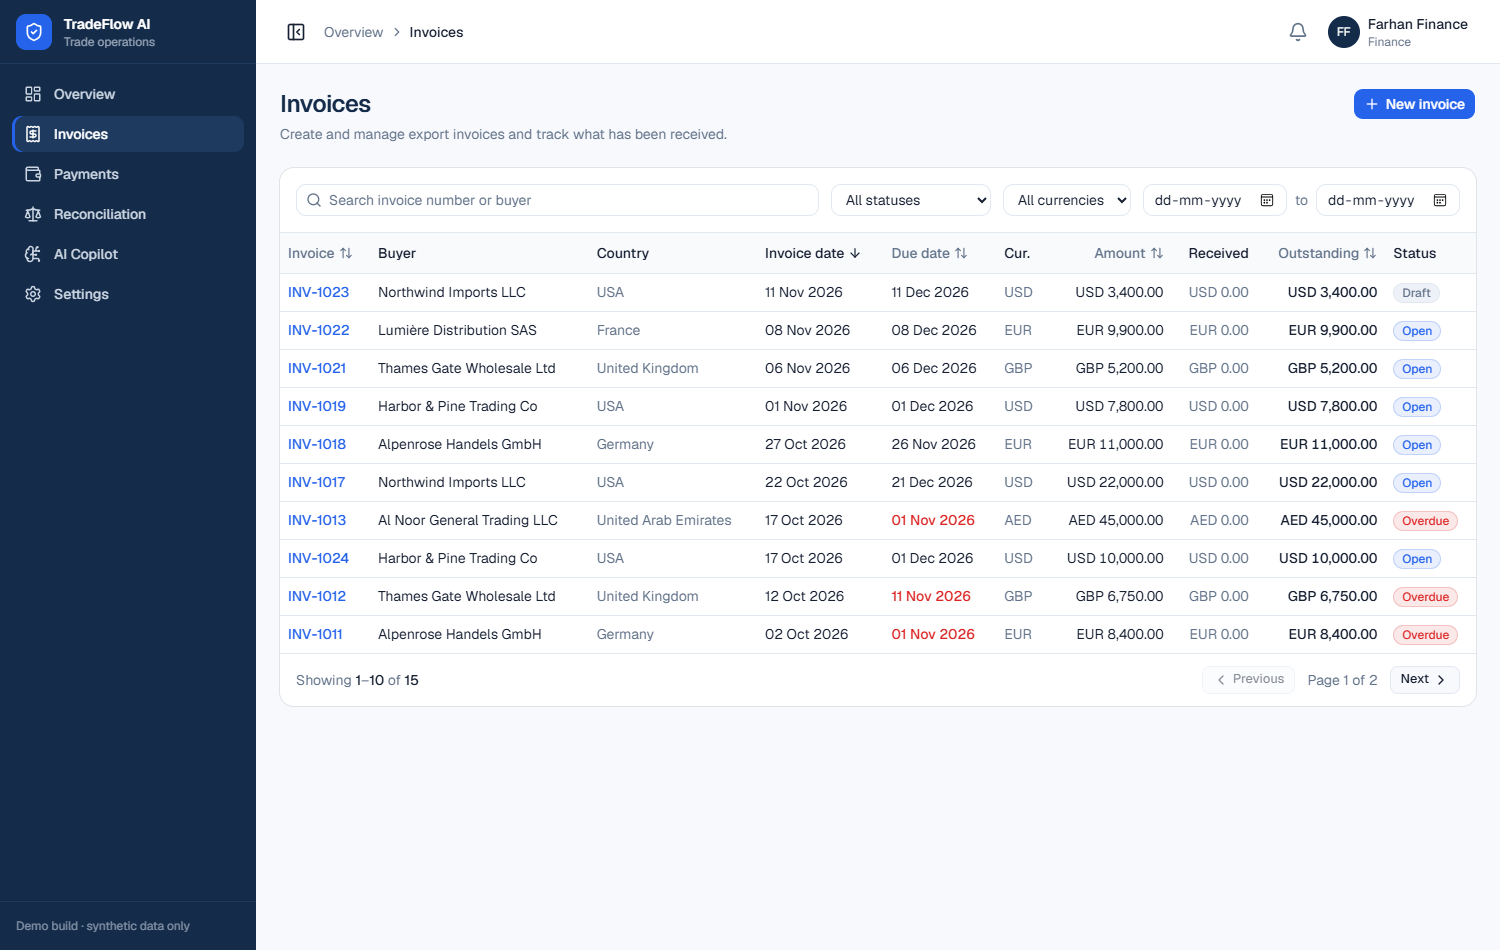 TradeFlow AI
Trade operations
Overview
Invoices
Payments
Reconciliation
AI Copilot
Settings
Demo build · synthetic data only
Overview > Invoices
FF
Farhan Finance
Finance
Invoices
Create and manage export invoices and track what has been received.
+ New invoice
Search invoice number or buyer All statuses All currencies dd-mm-yyyy to dd-mm-yyyy
Invoice Buyer Country Invoice date Due date Cur. Amount Received Outstanding Status
INV-1023 Northwind Imports LLC USA 11 Nov 2026 11 Dec 2026 USD USD 3,400.00 USD 0.00 USD 3,400.00 Draft
INV-1022 Lumière Distribution SAS France 08 Nov 2026 08 Dec 2026 EUR EUR 9,900.00 EUR 0.00 EUR 9,900.00 Open
INV-1021 Thames Gate Wholesale Ltd United Kingdom 06 Nov 2026 06 Dec 2026 GBP GBP 5,200.00 GBP 0.00 GBP 5,200.00 Open
INV-1019 Harbor & Pine Trading Co USA 01 Nov 2026 01 Dec 2026 USD USD 7,800.00 USD 0.00 USD 7,800.00 Open
INV-1018 Alpenrose Handels GmbH Germany 27 Oct 2026 26 Nov 2026 EUR EUR 11,000.00 EUR 0.00 EUR 11,000.00 Open
INV-1017 Northwind Imports LLC USA 22 Oct 2026 21 Dec 2026 USD USD 22,000.00 USD 0.00 USD 22,000.00 Open
INV-1013 Al Noor General Trading LLC United Arab Emirates 17 Oct 2026 01 Nov 2026 AED AED 45,000.00 AED 0.00 AED 45,000.00 Overdue
INV-1024 Harbor & Pine Trading Co USA 17 Oct 2026 01 Dec 2026 USD USD 10,000.00 USD 0.00 USD 10,000.00 Open
INV-1012 Thames Gate Wholesale Ltd United Kingdom 12 Oct 2026 11 Nov 2026 GBP GBP 6,750.00 GBP 0.00 GBP 6,750.00 Overdue
INV-1011 Alpenrose Handels GmbH Germany 02 Oct 2026 01 Nov 2026 EUR EUR 8,400.00 EUR 0.00 EUR 8,400.00 Overdue
Showing 1–10 of 15 Previous Page 1 of 2 Next